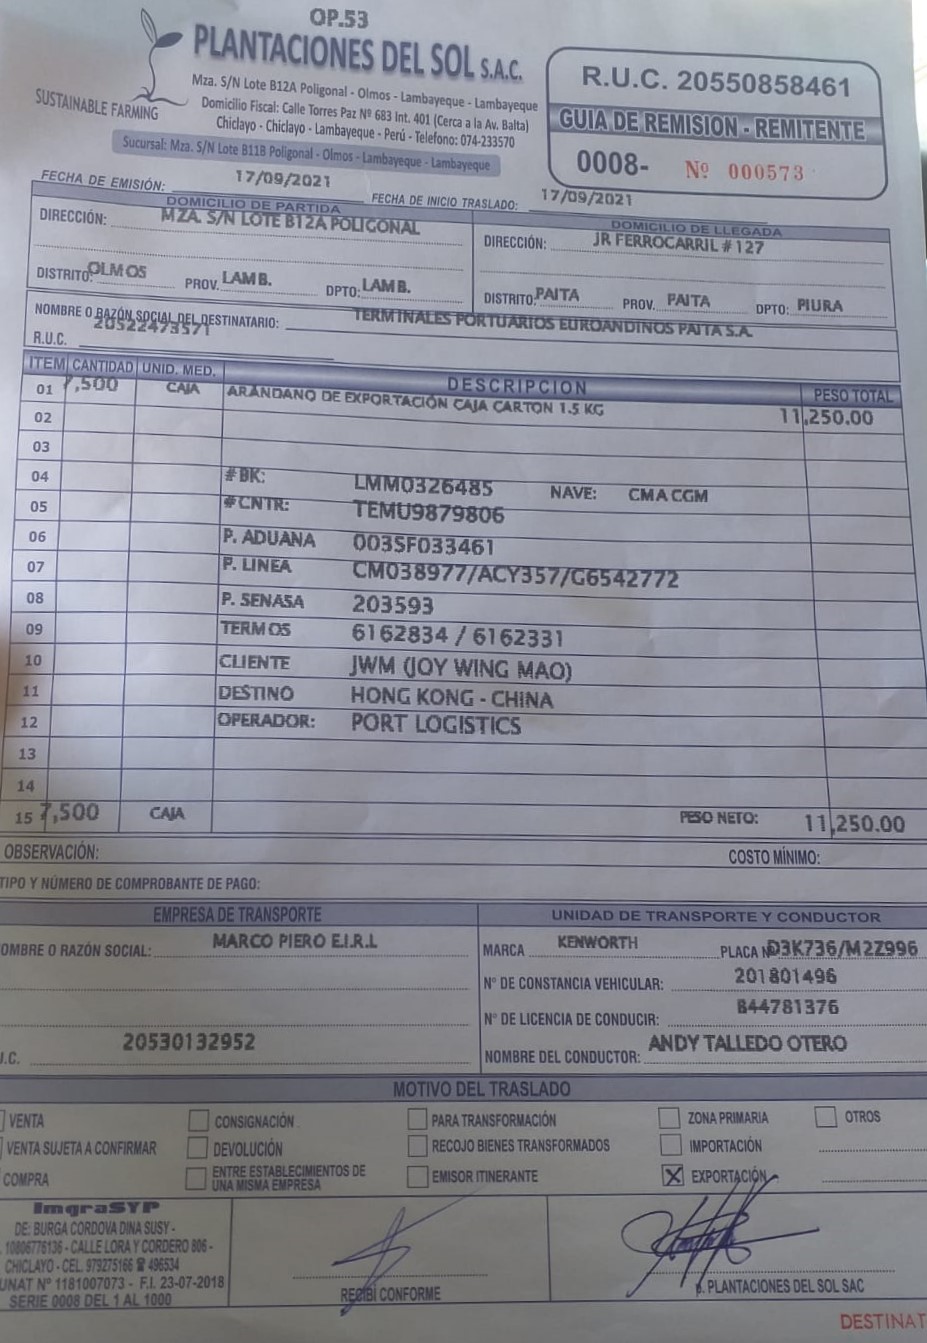 OP.53
PLANTACIONES DEL SOL S.A.C.
SUSTAINABLE FARMING
Mza. S/N Lote B12A Poligonal - Olmos - Lambayeque - Lambayeque
Domicilio Fiscal: Calle Torres Paz Nº 683 Int. 401 (Cerca a la Av. Balta)
Chiclayo - Chiclayo - Lambayeque - Perú - Telefono: 074-233570
Sucursal: Mza. S/N Lote B11B Poligonal - Olmos - Lambayeque - Lambayeque
R.U.C. 20550858461
GUIA DE REMISION - REMITENTE
0008- Nº 000573
FECHA DE EMISIÓN: 17/09/2021 FECHA DE INICIO TRASLADO: 17/09/2021
DOMICILIO DE PARTIDA
DIRECCIÓN: MZA. S/N LOTE B12A POLIGONAL
DISTRITO: OLMOS PROV. LAMB. DPTO: LAMB.
DOMICILIO DE LLEGADA
DIRECCIÓN: JR FERROCARRIL # 127
DISTRITO: PAITA PROV. PAITA DPTO: PIURA
NOMBRE O RAZÓN SOCIAL DEL DESTINATARIO: TERMINALES PORTUARIOS EUROANDINOS PAITA S.A.
R.U.C. 20522473571
ITEM CANTIDAD UNID. MED. DESCRIPCION PESO TOTAL
01 7,500 CAJA ARÁNDANO DE EXPORTACIÓN CAJA CARTON 1.5 KG 11,250.00
02
03
04 #BK: LMM0326485 NAVE: CMA CGM
05 #CNTR: TEMU9879806
06 P. ADUANA 003SF033461
07 P. LINEA CM038977/ACY357/G6542772
08 P. SENASA 203593
09 TERMOS 6162834 / 6162331
10 CLIENTE JWM (JOY WING MAO)
11 DESTINO HONG KONG - CHINA
12 OPERADOR: PORT LOGISTICS
13
14
15 7,500 CAJA PESO NETO: 11,250.00
OBSERVACIÓN: COSTO MÍNIMO:
TIPO Y NÚMERO DE COMPROBANTE DE PAGO:
EMPRESA DE TRANSPORTE
OMBRE O RAZÓN SOCIAL: MARCO PIERO E.I.R.L
.C. 20530132952
UNIDAD DE TRANSPORTE Y CONDUCTOR
MARCA KENWORTH PLACA Nº D3K736/M2Z996
Nº DE CONSTANCIA VEHICULAR: 201801496
Nº DE LICENCIA DE CONDUCIR: B44781376
NOMBRE DEL CONDUCTOR: ANDY TALLEDO OTERO
MOTIVO DEL TRASLADO
VENTA CONSIGNACIÓN PARA TRANSFORMACIÓN ZONA PRIMARIA OTROS
VENTA SUJETA A CONFIRMAR DEVOLUCIÓN RECOJO BIENES TRANSFORMADOS IMPORTACIÓN
COMPRA ENTRE ESTABLECIMIENTOS DE UNA MISMA EMPRESA EMISOR ITINERANTE X EXPORTACIÓN
ImgraSYP
DE: BURGA CORDOVA DINA SUSY -
10806776136 - CALLE LORA Y CORDERO 806 -
CHICLAYO - CEL. 979275166 ☎ 496534
UNAT Nº 1181007073 - F.I. 23-07-2018
SERIE 0008 DEL 1 AL 1000
RECIBÍ CONFORME
p. PLANTACIONES DEL SOL SAC
DESTINAT